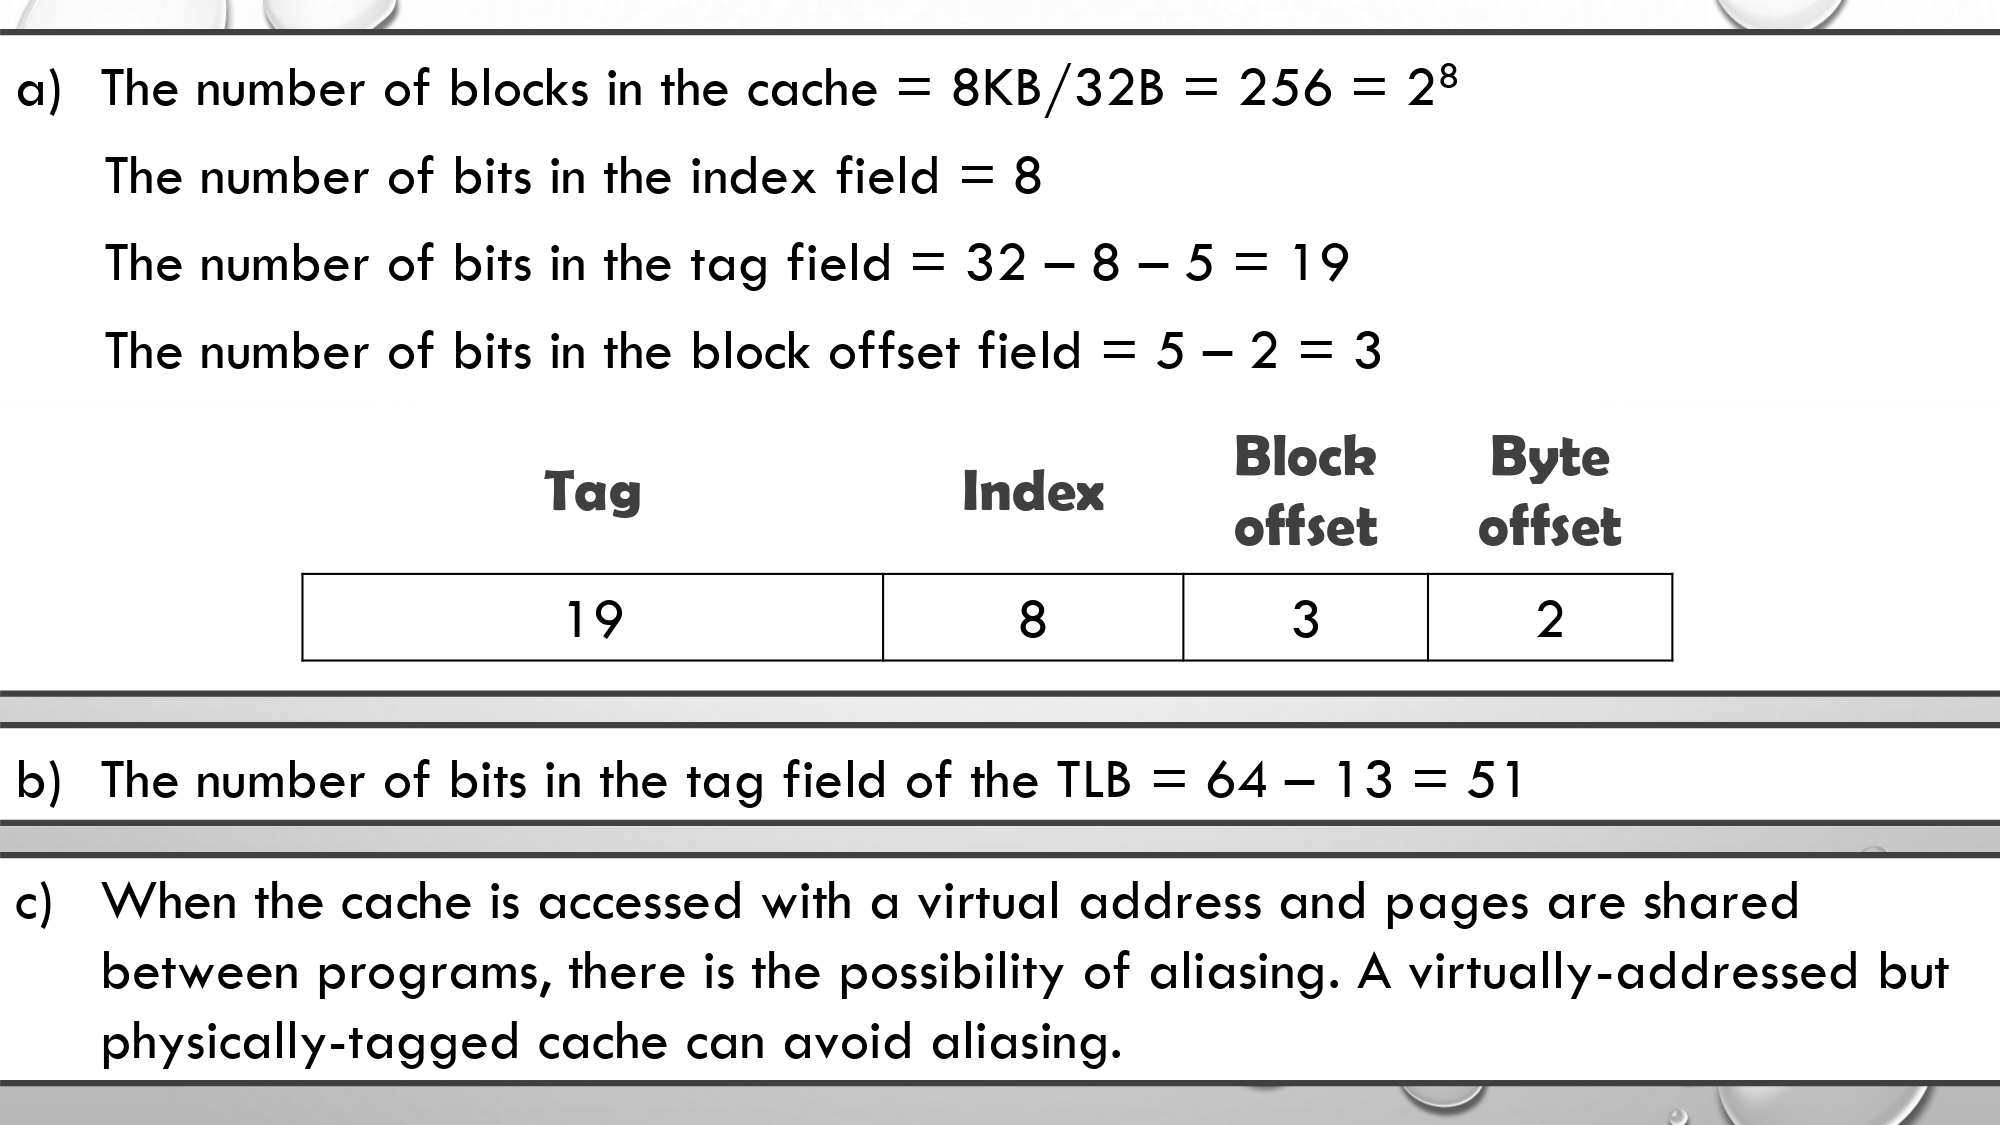 a) The number of blocks in the cache = 8KB/32B = 256 = 2⁸
The number of bits in the index field = 8
The number of bits in the tag field = 32 – 8 – 5 = 19
The number of bits in the block offset field = 5 – 2 = 3
Tag Index Block offset Byte offset
19 8 3 2
b) The number of bits in the tag field of the TLB = 64 – 13 = 51
c) When the cache is accessed with a virtual address and pages are shared
between programs, there is the possibility of aliasing. A virtually-addressed but
physically-tagged cache can avoid aliasing.